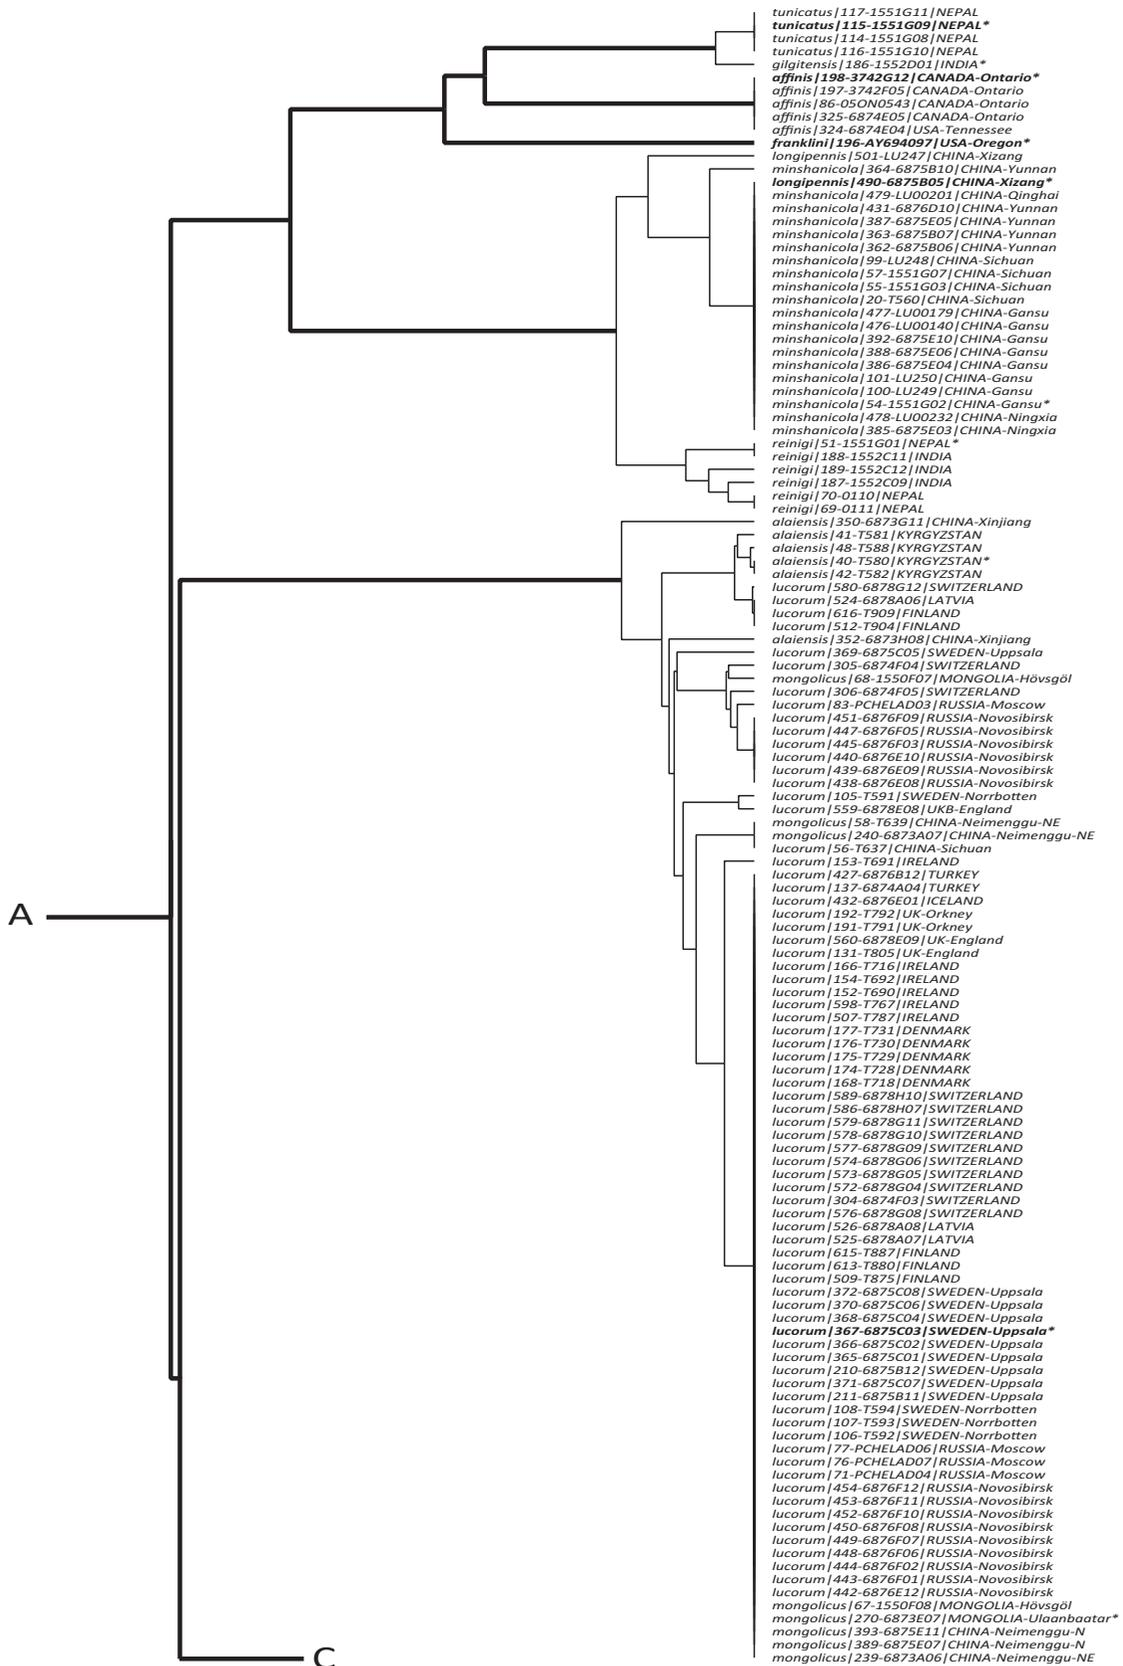 tunicatus|117-1551G11|NEPAL
tunicatus|115-1551G09|NEPAL*
tunicatus|114-1551G08|NEPAL
tunicatus|116-1551G10|NEPAL
gilgitensis|186-1552D01|INDIA*
affinis|198-3742G12|CANADA-Ontario*
affinis|197-3742F05|CANADA-Ontario
affinis|86-05ON0543|CANADA-Ontario
affinis|325-6874E05|CANADA-Ontario
affinis|324-6874E04|USA-Tennessee
franklini|196-AY694097|USA-Oregon*
longipennis|501-LU247|CHINA-Xizang
minshanicola|364-6875B10|CHINA-Yunnan
longipennis|490-6875B05|CHINA-Xizang*
minshanicola|479-LU00201|CHINA-Qinghai
minshanicola|431-6876D10|CHINA-Yunnan
minshanicola|387-6875E05|CHINA-Yunnan
minshanicola|363-6875B07|CHINA-Yunnan
minshanicola|362-6875B06|CHINA-Yunnan
minshanicola|99-LU248|CHINA-Sichuan
minshanicola|57-1551G07|CHINA-Sichuan
minshanicola|55-1551G03|CHINA-Sichuan
minshanicola|20-T560|CHINA-Sichuan
minshanicola|477-LU00179|CHINA-Gansu
minshanicola|476-LU00140|CHINA-Gansu
minshanicola|392-6875E10|CHINA-Gansu
minshanicola|388-6875E06|CHINA-Gansu
minshanicola|386-6875E04|CHINA-Gansu
minshanicola|101-LU250|CHINA-Gansu
minshanicola|100-LU249|CHINA-Gansu
minshanicola|54-1551G02|CHINA-Gansu*
minshanicola|478-LU00232|CHINA-Ningxia
minshanicola|385-6875E03|CHINA-Ningxia
reinigi|51-1551G01|NEPAL*
reinigi|188-1552C11|INDIA
reinigi|189-1552C12|INDIA
reinigi|187-1552C09|INDIA
reinigi|70-0110|NEPAL
reinigi|69-0111|NEPAL
alaiensis|350-6873G11|CHINA-Xinjiang
alaiensis|41-T581|KYRGYZSTAN
alaiensis|48-T588|KYRGYZSTAN
alaiensis|40-T580|KYRGYZSTAN*
alaiensis|42-T582|KYRGYZSTAN
lucorum|580-6878G12|SWITZERLAND
lucorum|524-6878A06|LATVIA
lucorum|616-T909|FINLAND
lucorum|512-T904|FINLAND
alaiensis|352-6873H08|CHINA-Xinjiang
lucorum|369-6875C05|SWEDEN-Uppsala
lucorum|305-6874F04|SWITZERLAND
mongolicus|68-1550F07|MONGOLIA-Hövsgöl
lucorum|306-6874F05|SWITZERLAND
lucorum|83-PCHELAD03|RUSSIA-Moscow
lucorum|451-6876F09|RUSSIA-Novosibirsk
lucorum|447-6876F05|RUSSIA-Novosibirsk
lucorum|445-6876F03|RUSSIA-Novosibirsk
lucorum|440-6876E10|RUSSIA-Novosibirsk
lucorum|439-6876E09|RUSSIA-Novosibirsk
lucorum|438-6876E08|RUSSIA-Novosibirsk
lucorum|105-T591|SWEDEN-Norrbotten
lucorum|559-6878E08|UKB-England
mongolicus|58-T639|CHINA-Neimenggu-NE
mongolicus|240-6873A07|CHINA-Neimenggu-NE
lucorum|56-T637|CHINA-Sichuan
lucorum|153-T691|IRELAND
lucorum|427-6876B12|TURKEY
lucorum|137-6874A04|TURKEY
lucorum|432-6876E01|ICELAND
A
lucorum|192-T792|UK-Orkney
lucorum|191-T791|UK-Orkney
lucorum|560-6878E09|UK-England
lucorum|131-T805|UK-England
lucorum|166-T716|IRELAND
lucorum|154-T692|IRELAND
lucorum|152-T690|IRELAND
lucorum|598-T767|IRELAND
lucorum|507-T787|IRELAND
lucorum|177-T731|DENMARK
lucorum|176-T730|DENMARK
lucorum|175-T729|DENMARK
lucorum|174-T728|DENMARK
lucorum|168-T718|DENMARK
lucorum|589-6878H10|SWITZERLAND
lucorum|586-6878H07|SWITZERLAND
lucorum|579-6878G11|SWITZERLAND
lucorum|578-6878G10|SWITZERLAND
lucorum|577-6878G09|SWITZERLAND
lucorum|574-6878G06|SWITZERLAND
lucorum|573-6878G05|SWITZERLAND
lucorum|572-6878G04|SWITZERLAND
lucorum|304-6874F03|SWITZERLAND
lucorum|576-6878G08|SWITZERLAND
lucorum|526-6878A08|LATVIA
lucorum|525-6878A07|LATVIA
lucorum|615-T887|FINLAND
lucorum|613-T880|FINLAND
lucorum|509-T875|FINLAND
lucorum|372-6875C08|SWEDEN-Uppsala
lucorum|370-6875C06|SWEDEN-Uppsala
lucorum|368-6875C04|SWEDEN-Uppsala
lucorum|367-6875C03|SWEDEN-Uppsala*
lucorum|366-6875C02|SWEDEN-Uppsala
lucorum|365-6875C01|SWEDEN-Uppsala
lucorum|210-6875B12|SWEDEN-Uppsala
lucorum|371-6875C07|SWEDEN-Uppsala
lucorum|211-6875B11|SWEDEN-Uppsala
lucorum|108-T594|SWEDEN-Norrbotten
lucorum|107-T593|SWEDEN-Norrbotten
lucorum|106-T592|SWEDEN-Norrbotten
lucorum|77-PCHELAD06|RUSSIA-Moscow
lucorum|76-PCHELAD07|RUSSIA-Moscow
lucorum|71-PCHELAD04|RUSSIA-Moscow
lucorum|454-6876F12|RUSSIA-Novosibirsk
lucorum|453-6876F11|RUSSIA-Novosibirsk
lucorum|452-6876F10|RUSSIA-Novosibirsk
lucorum|450-6876F08|RUSSIA-Novosibirsk
lucorum|449-6876F07|RUSSIA-Novosibirsk
lucorum|448-6876F06|RUSSIA-Novosibirsk
lucorum|444-6876F02|RUSSIA-Novosibirsk
lucorum|443-6876F01|RUSSIA-Novosibirsk
lucorum|442-6876E12|RUSSIA-Novosibirsk
mongolicus|67-1550F08|MONGOLIA-Hövsgöl
mongolicus|270-6873E07|MONGOLIA-Ulaanbaatar*
mongolicus|393-6875E11|CHINA-Neimenggu-N
mongolicus|389-6875E07|CHINA-Neimenggu-N
mongolicus|239-6873A06|CHINA-Neimenggu-NE
C